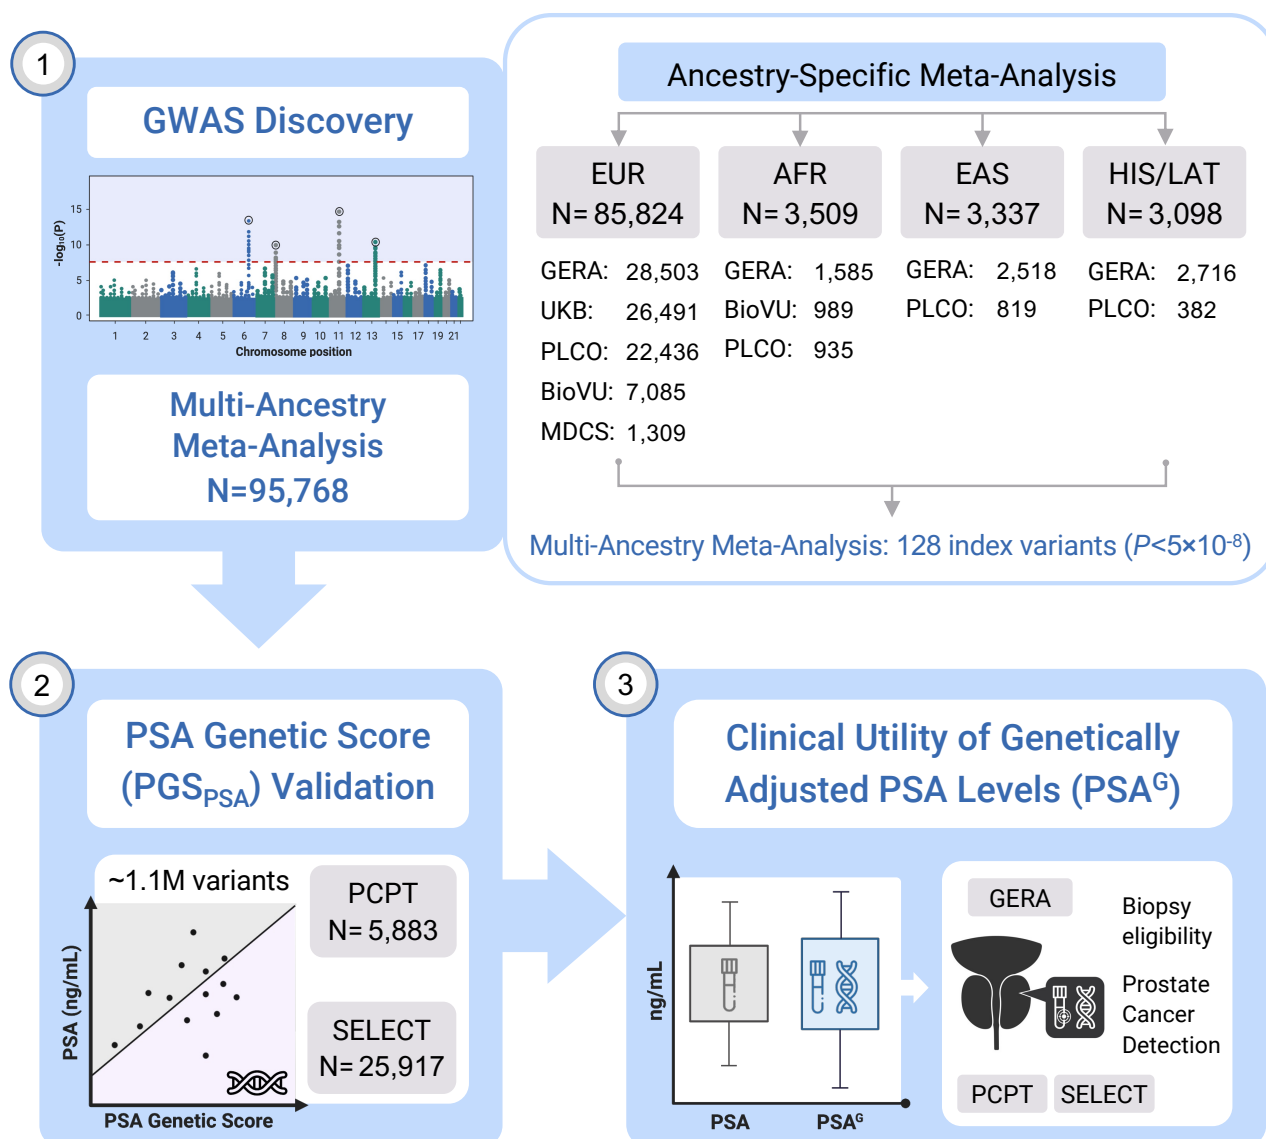 1
GWAS Discovery
-log₁₀(P)
15
10
5
0
1 2 3 4 5 6 7 8 9 10 11 13 15 17 19 21
Chromosome position
Multi-Ancestry
Meta-Analysis
N=95,768
Ancestry-Specific Meta-Analysis
EUR
N= 85,824
GERA: 28,503
UKB: 26,491
PLCO: 22,436
BioVU: 7,085
MDCS: 1,309
AFR
N= 3,509
GERA: 1,585
BioVU: 989
PLCO: 935
EAS
N= 3,337
GERA: 2,518
PLCO: 819
HIS/LAT
N= 3,098
GERA: 2,716
PLCO: 382
Multi-Ancestry Meta-Analysis: 128 index variants (P<5×10⁻⁸)
2
PSA Genetic Score
(PGS_PSA) Validation
~1.1M variants
PSA (ng/mL)
PSA Genetic Score
PCPT
N= 5,883
SELECT
N= 25,917
3
Clinical Utility of Genetically
Adjusted PSA Levels (PSAᴳ)
ng/mL
PSA PSAᴳ
GERA
Biopsy
eligibility
Prostate
Cancer
Detection
PCPT SELECT